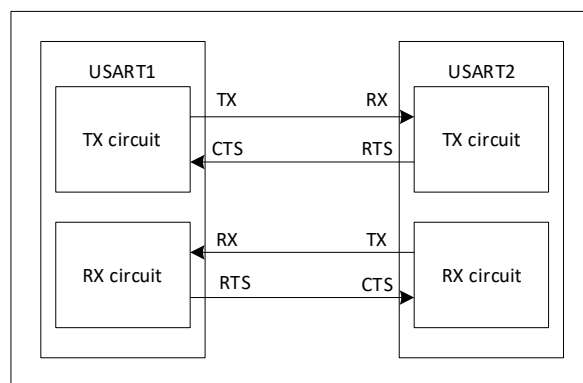 USART1 USART2
TX RX
TX circuit TX circuit
CTS RTS
RX TX
RX circuit RX circuit
RTS CTS